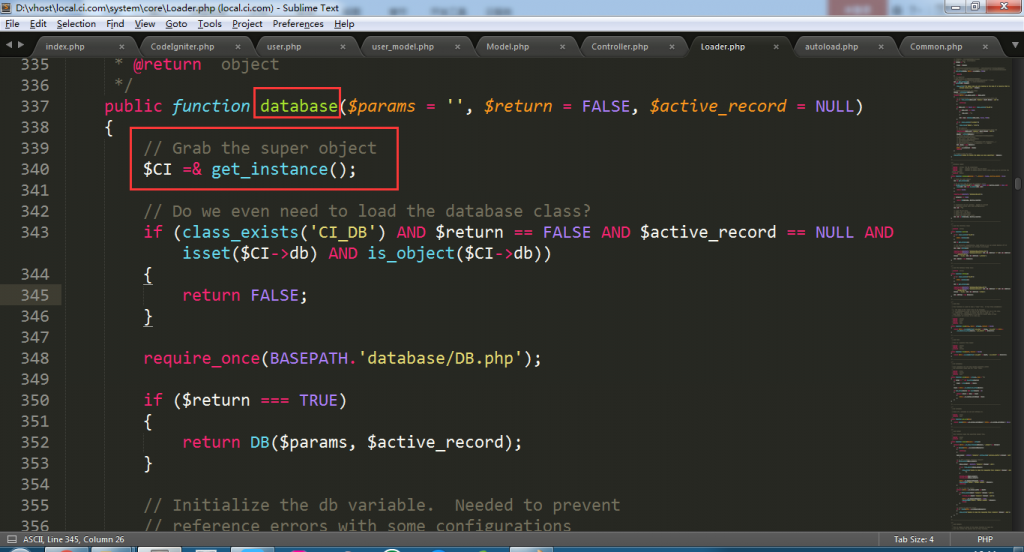 D:\vhost\local.ci.com\system\core\Loader.php (local.ci.com) - Sublime Text
File Edit Selection Find View Goto Tools Project Preferences Help
index.php × CodeIgniter.php × user.php × user_model.php × Model.php × Controller.php × Loader.php × autoload.php × Common.php ×
335 * @return object
336 */
337 public function database($params = '', $return = FALSE, $active_record = NULL)
338 {
339 // Grab the super object
340 $CI =& get_instance();
341
342 // Do we even need to load the database class?
343 if (class_exists('CI_DB') AND $return == FALSE AND $active_record == NULL AND
isset($CI->db) AND is_object($CI->db))
344 {
345 return FALSE;
346 }
347
348 require_once(BASEPATH.'database/DB.php');
349
350 if ($return === TRUE)
351 {
352 return DB($params, $active_record);
353 }
354
355 // Initialize the db variable. Needed to prevent
356 // reference errors with some configurations
ASCII, Line 345, Column 26 Tab Size: 4 PHP